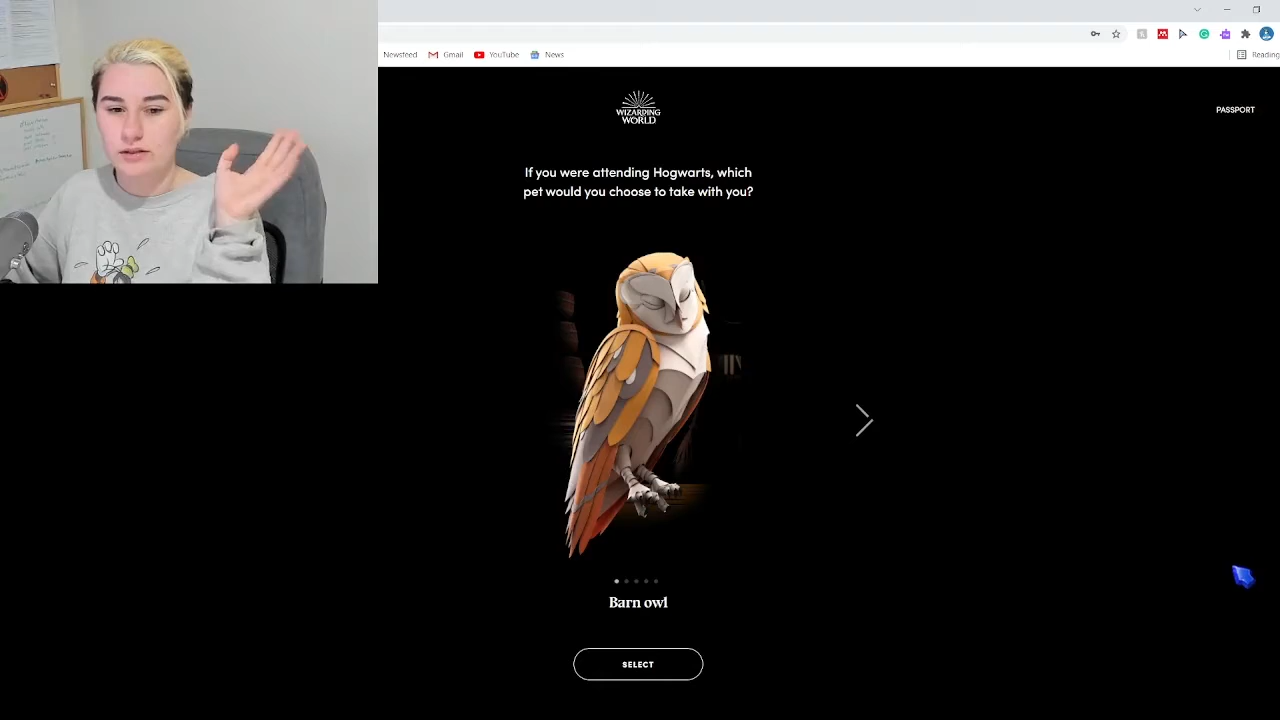 Newsfeed
Gmail
YouTube
News
Reading
WIZARDING
WORLD
PASSPORT
If you were attending Hogwarts, which
pet would you choose to take with you?
Barn owl
SELECT